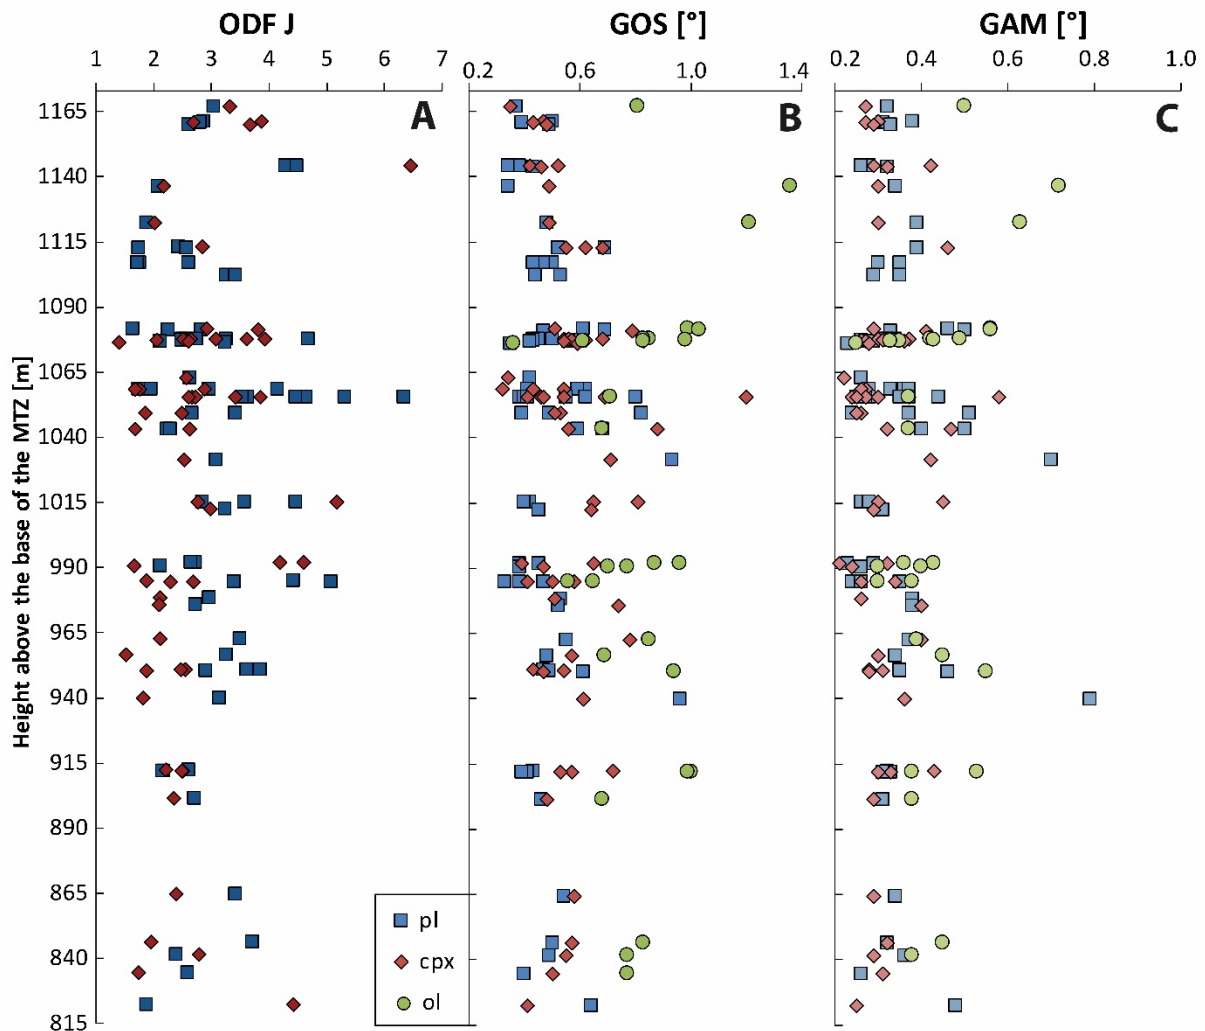 ODF J
GOS [°]
GAM [°]
1 2 3 4 5 6 7
0.2 0.6 1.0 1.4
0.2 0.4 0.6 0.8 1.0
A
B
C
Height above the base of the MTZ [m]
1165
1140
1115
1090
1065
1040
1015
990
965
940
915
890
865
840
815
pl
cpx
ol